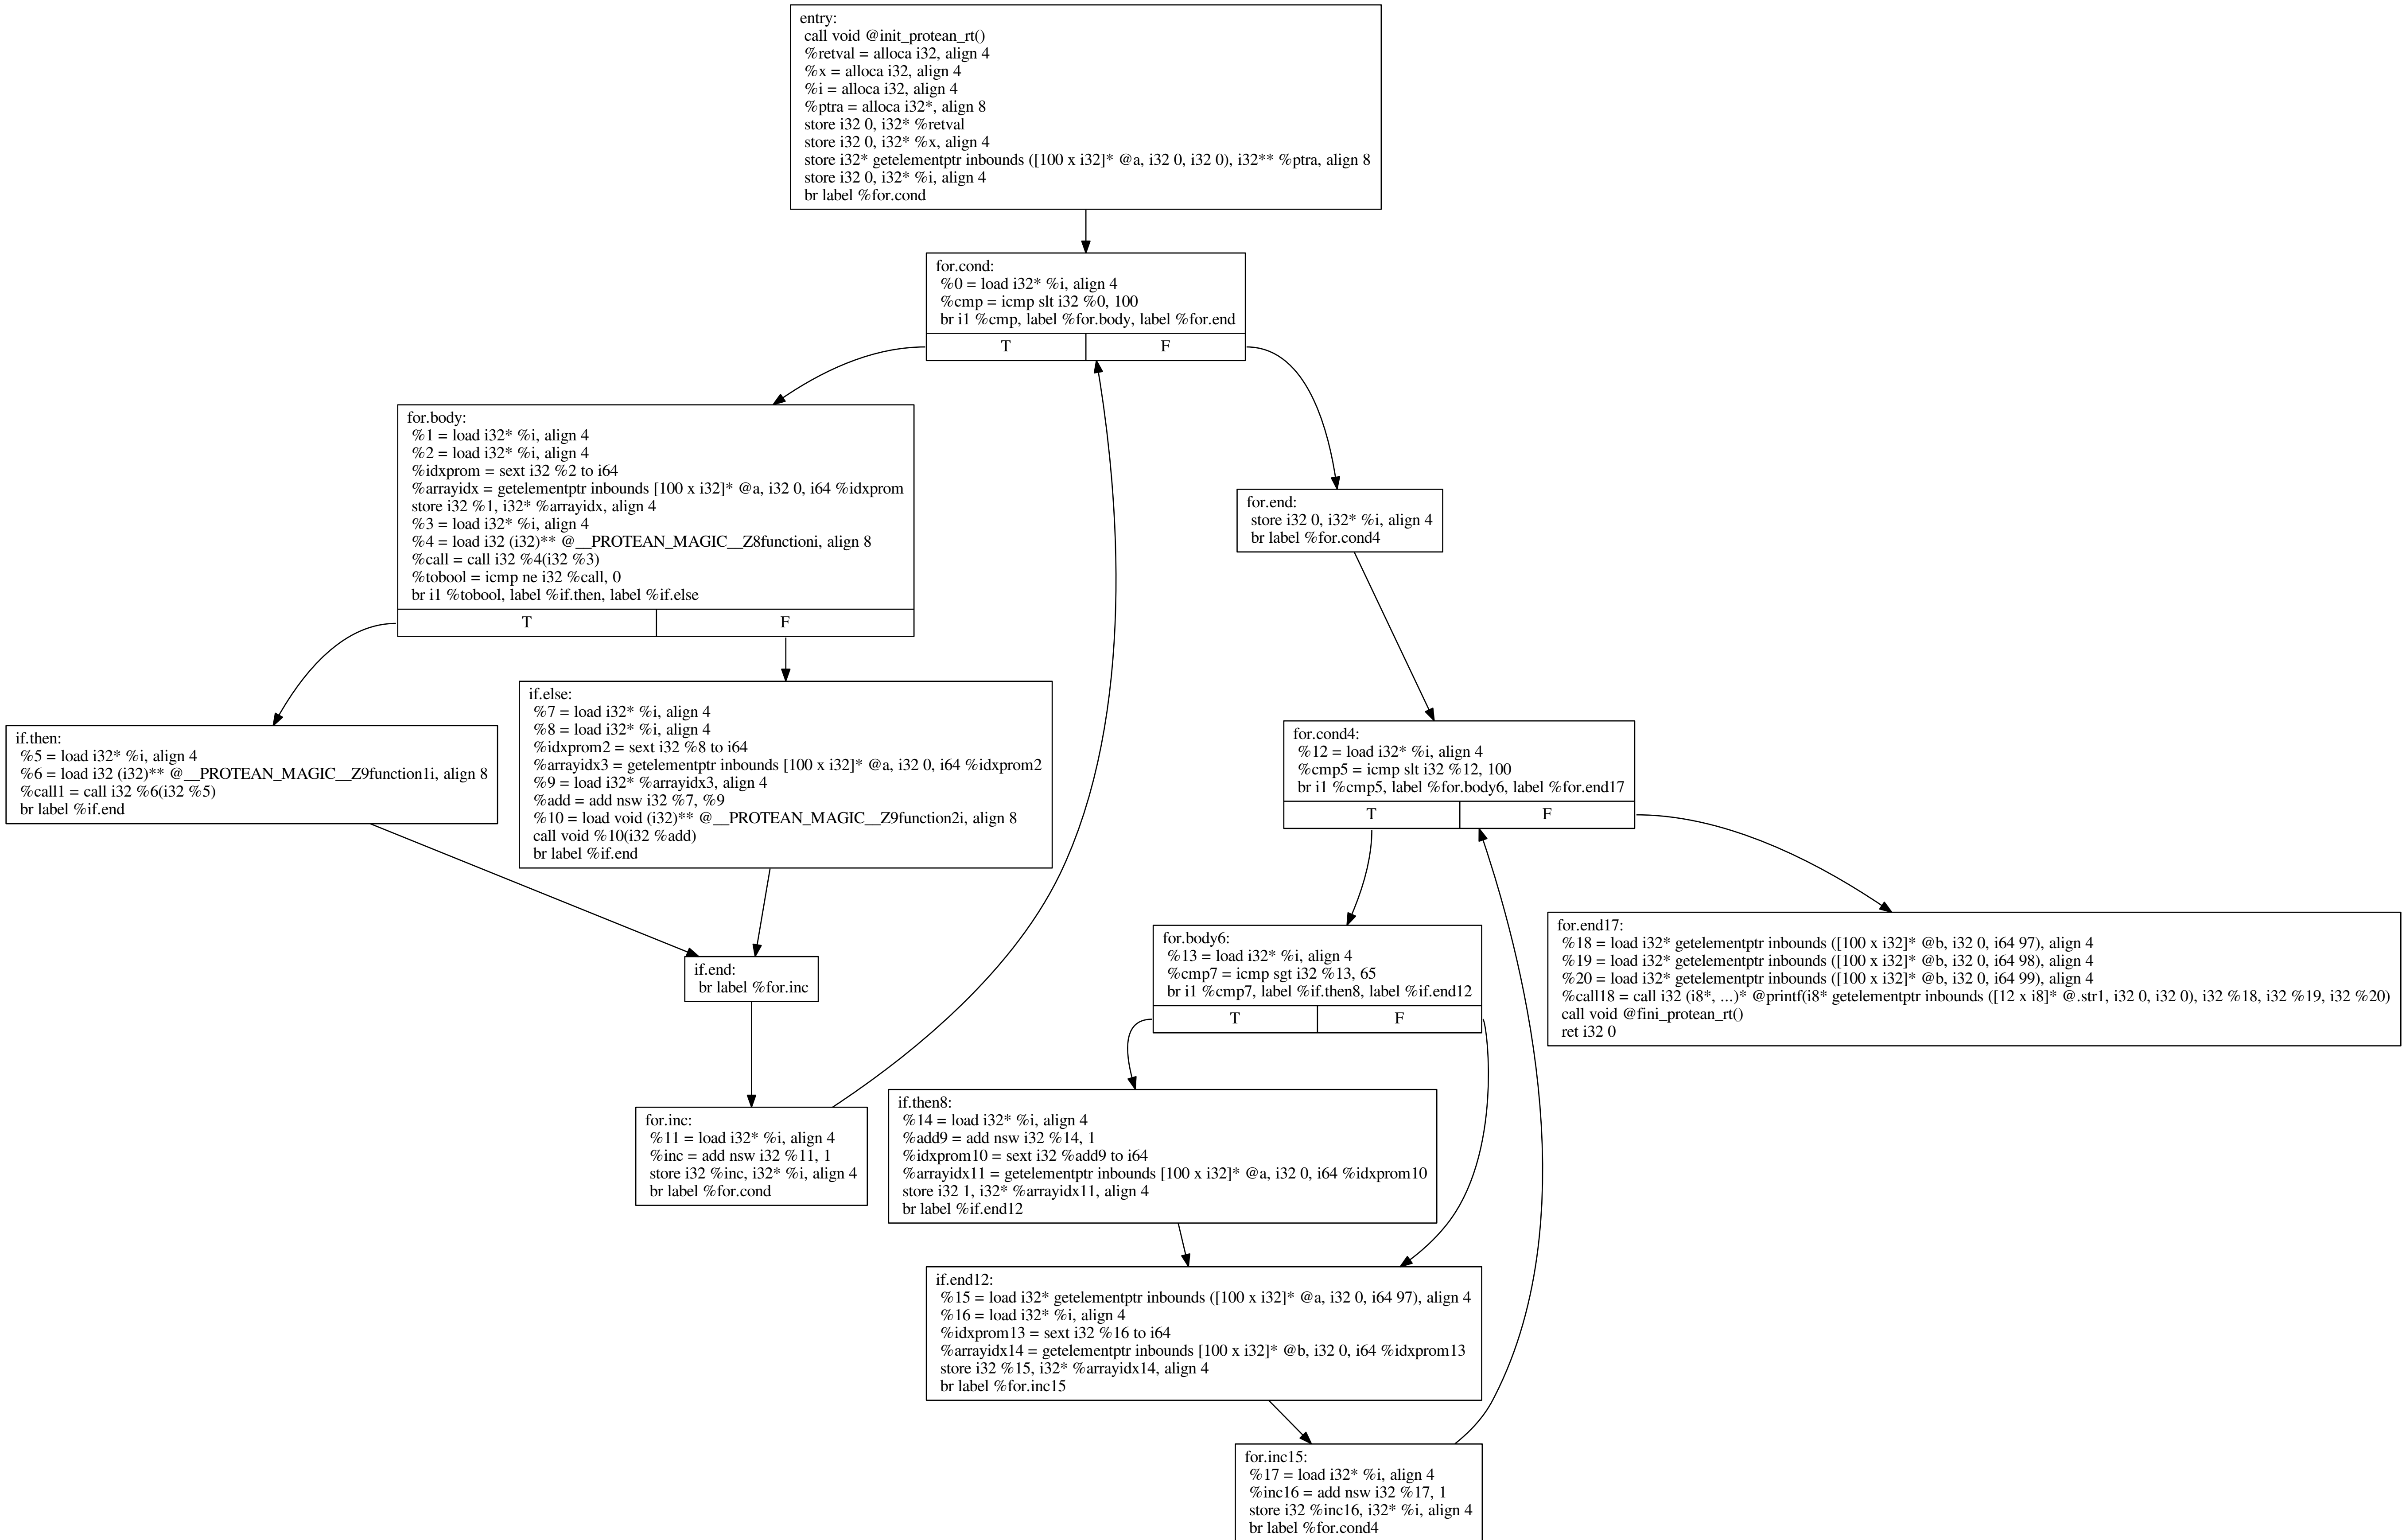 entry:
call void @init_protean_rt()
%retval = alloca i32, align 4
%x = alloca i32, align 4
%i = alloca i32, align 4
%ptra = alloca i32*, align 8
store i32 0, i32* %retval
store i32 0, i32* %x, align 4
store i32* getelementptr inbounds ([100 x i32]* @a, i32 0, i32 0), i32** %ptra, align 8
store i32 0, i32* %i, align 4
br label %for.cond
for.cond:
%0 = load i32* %i, align 4
%cmp = icmp slt i32 %0, 100
br i1 %cmp, label %for.body, label %for.end
T F
for.body:
%1 = load i32* %i, align 4
%2 = load i32* %i, align 4
%idxprom = sext i32 %2 to i64
%arrayidx = getelementptr inbounds [100 x i32]* @a, i32 0, i64 %idxprom
store i32 %1, i32* %arrayidx, align 4
%3 = load i32* %i, align 4
%4 = load i32 (i32)** @__PROTEAN_MAGIC__Z8functioni, align 8
%call = call i32 %4(i32 %3)
%tobool = icmp ne i32 %call, 0
br i1 %tobool, label %if.then, label %if.else
T F
for.end:
store i32 0, i32* %i, align 4
br label %for.cond4
if.then:
%5 = load i32* %i, align 4
%6 = load i32 (i32)** @__PROTEAN_MAGIC__Z9function1i, align 8
%call1 = call i32 %6(i32 %5)
br label %if.end
if.else:
%7 = load i32* %i, align 4
%8 = load i32* %i, align 4
%idxprom2 = sext i32 %8 to i64
%arrayidx3 = getelementptr inbounds [100 x i32]* @a, i32 0, i64 %idxprom2
%9 = load i32* %arrayidx3, align 4
%add = add nsw i32 %7, %9
%10 = load void (i32)** @__PROTEAN_MAGIC__Z9function2i, align 8
call void %10(i32 %add)
br label %if.end
for.cond4:
%12 = load i32* %i, align 4
%cmp5 = icmp slt i32 %12, 100
br i1 %cmp5, label %for.body6, label %for.end17
T F
if.end:
br label %for.inc
for.body6:
%13 = load i32* %i, align 4
%cmp7 = icmp sgt i32 %13, 65
br i1 %cmp7, label %if.then8, label %if.end12
T F
for.end17:
%18 = load i32* getelementptr inbounds ([100 x i32]* @b, i32 0, i64 97), align 4
%19 = load i32* getelementptr inbounds ([100 x i32]* @b, i32 0, i64 98), align 4
%20 = load i32* getelementptr inbounds ([100 x i32]* @b, i32 0, i64 99), align 4
%call18 = call i32 (i8*, ...)* @printf(i8* getelementptr inbounds ([12 x i8]* @.str1, i32 0, i32 0), i32 %18, i32 %19, i32 %20)
call void @fini_protean_rt()
ret i32 0
for.inc:
%11 = load i32* %i, align 4
%inc = add nsw i32 %11, 1
store i32 %inc, i32* %i, align 4
br label %for.cond
if.then8:
%14 = load i32* %i, align 4
%add9 = add nsw i32 %14, 1
%idxprom10 = sext i32 %add9 to i64
%arrayidx11 = getelementptr inbounds [100 x i32]* @a, i32 0, i64 %idxprom10
store i32 1, i32* %arrayidx11, align 4
br label %if.end12
if.end12:
%15 = load i32* getelementptr inbounds ([100 x i32]* @a, i32 0, i64 97), align 4
%16 = load i32* %i, align 4
%idxprom13 = sext i32 %16 to i64
%arrayidx14 = getelementptr inbounds [100 x i32]* @b, i32 0, i64 %idxprom13
store i32 %15, i32* %arrayidx14, align 4
br label %for.inc15
for.inc15:
%17 = load i32* %i, align 4
%inc16 = add nsw i32 %17, 1
store i32 %inc16, i32* %i, align 4
br label %for.cond4